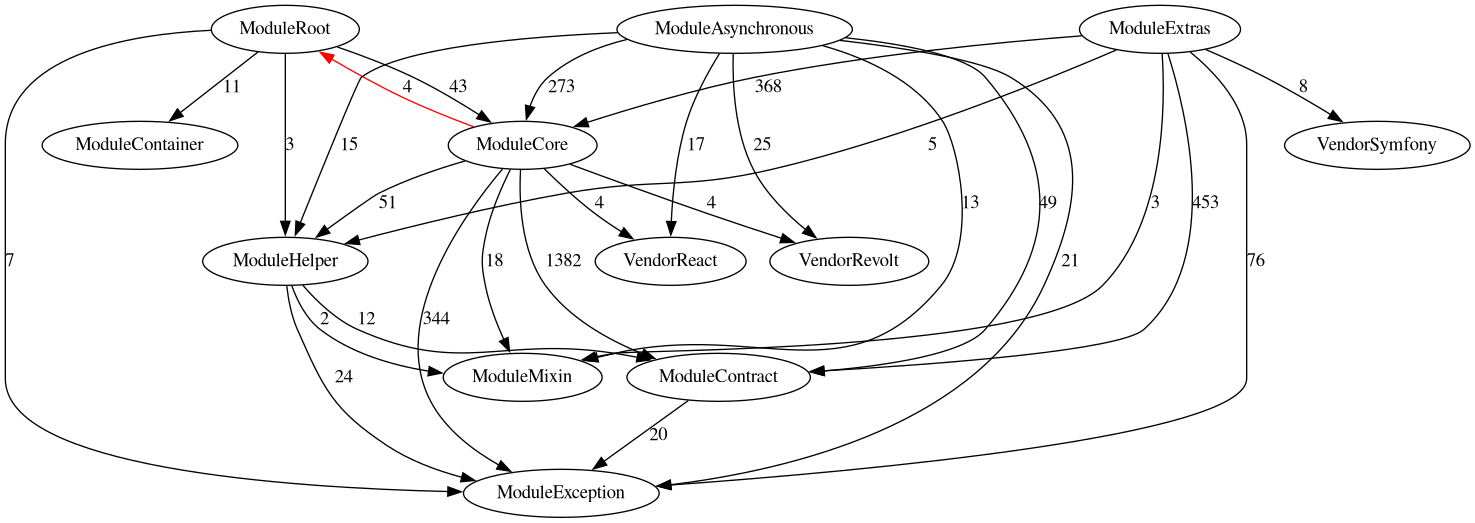 ModuleRoot
ModuleAsynchronous
ModuleExtras
11
4
43
273
368
8
ModuleContainer
3
15
ModuleCore
17
25
5
VendorSymfony
51
4
4
13
49
3
453
7
ModuleHelper
18
1382
VendorReact
VendorRevolt
21
76
2
12
344
24
ModuleMixin
ModuleContract
20
ModuleException